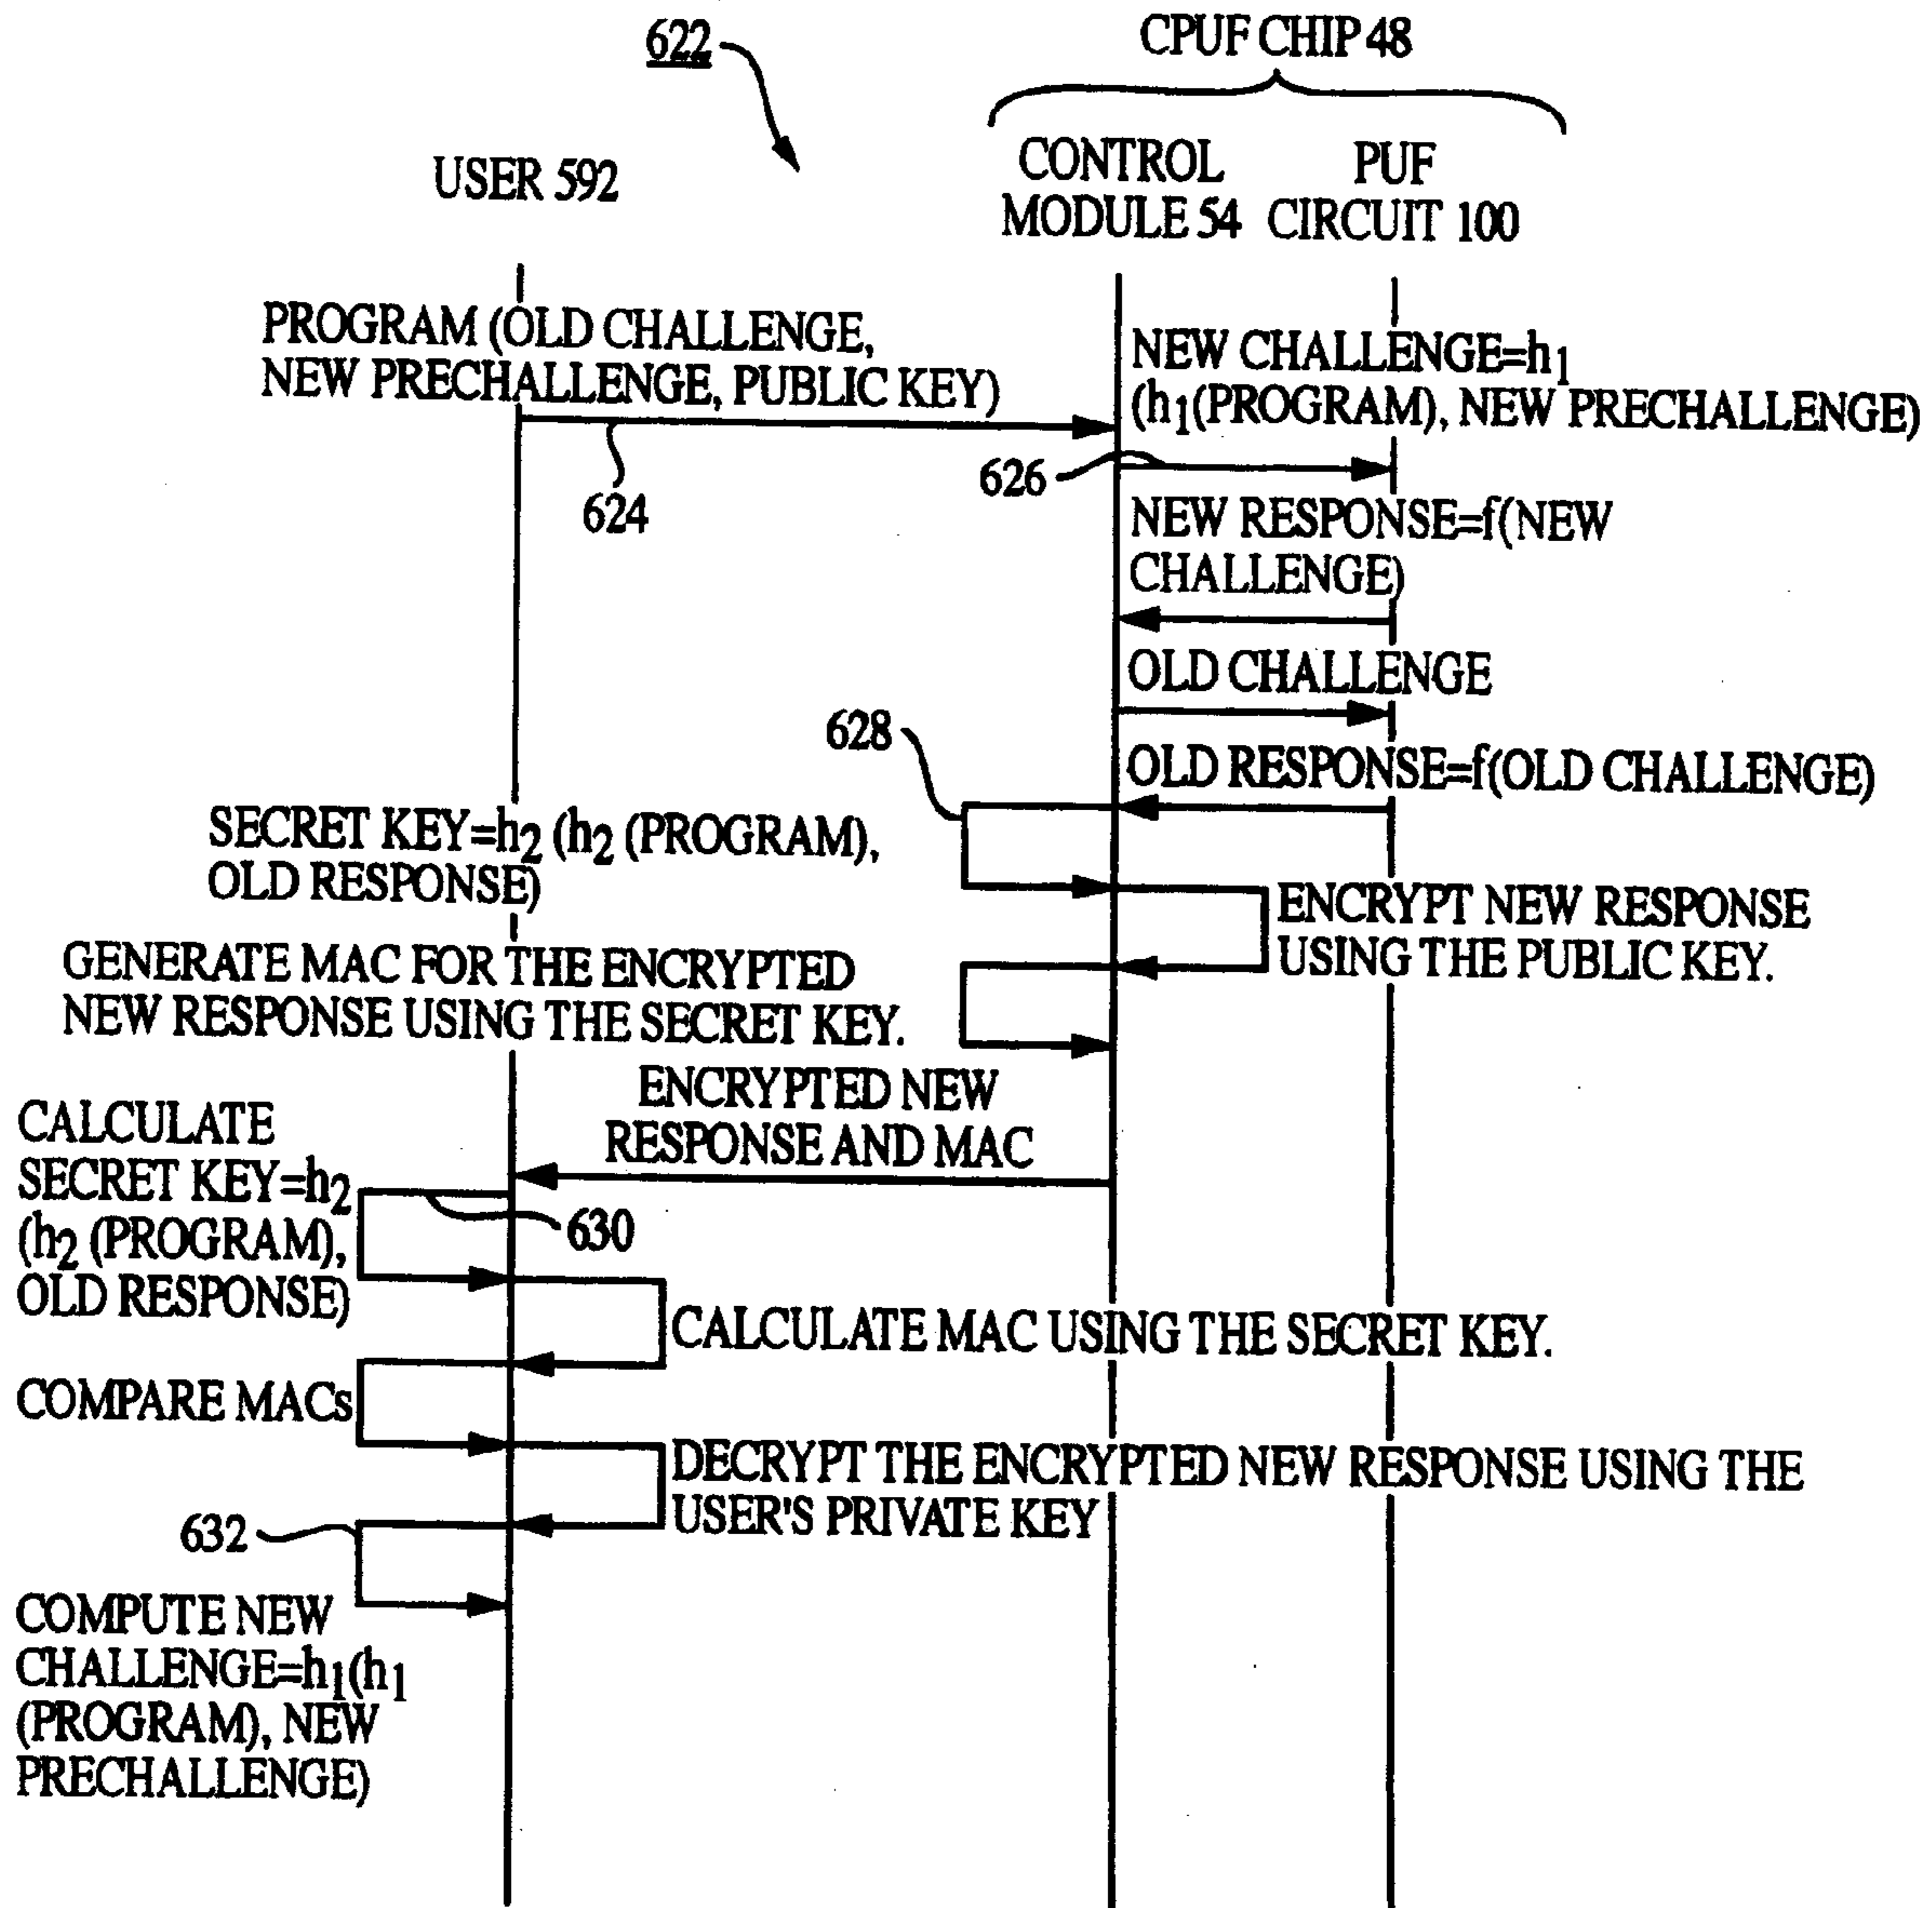 622
CPUF CHIP 48
USER 592
CONTROL
MODULE 54
PUF
CIRCUIT 100
PROGRAM (OLD CHALLENGE,
NEW PRECHALLENGE, PUBLIC KEY)
624
NEW CHALLENGE=h1
(h1(PROGRAM), NEW PRECHALLENGE)
626
NEW RESPONSE=f(NEW
CHALLENGE)
OLD CHALLENGE
628
OLD RESPONSE=f(OLD CHALLENGE)
SECRET KEY=h2 (h2 (PROGRAM),
OLD RESPONSE)
ENCRYPT NEW RESPONSE
USING THE PUBLIC KEY.
GENERATE MAC FOR THE ENCRYPTED
NEW RESPONSE USING THE SECRET KEY.
ENCRYPTED NEW
RESPONSE AND MAC
CALCULATE
SECRET KEY=h2
(h2 (PROGRAM),
OLD RESPONSE)
630
CALCULATE MAC USING THE SECRET KEY.
COMPARE MACs
DECRYPT THE ENCRYPTED NEW RESPONSE USING THE
USER'S PRIVATE KEY
632
COMPUTE NEW
CHALLENGE=h1(h1
(PROGRAM), NEW
PRECHALLENGE)